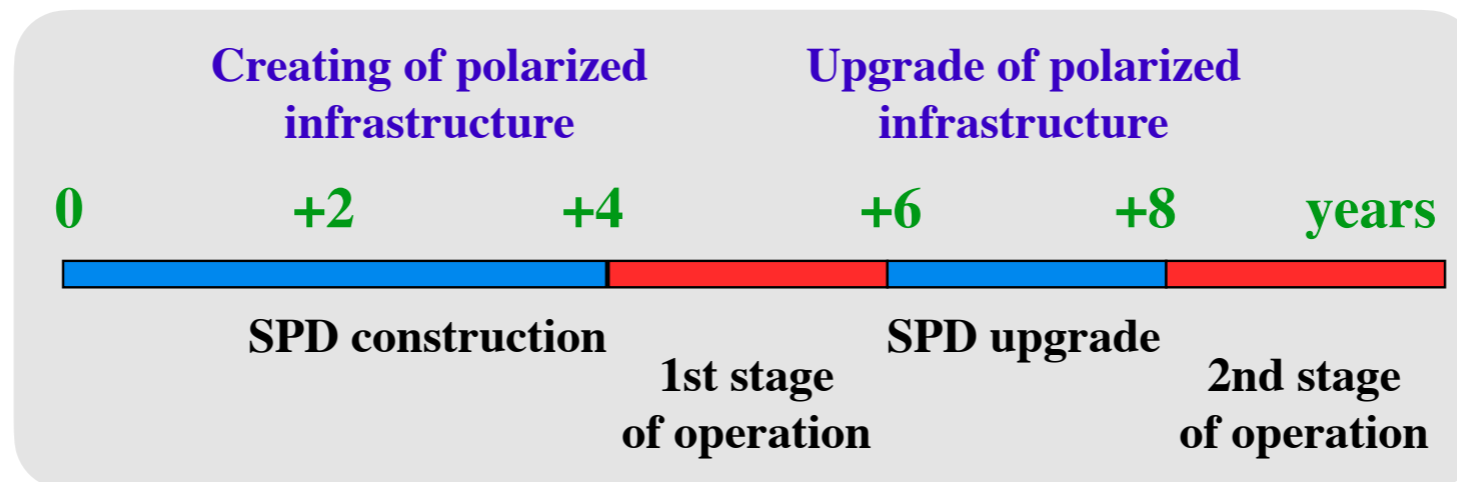 Creating of polarized
infrastructure
Upgrade of polarized
infrastructure
0 +2 +4 +6 +8 years
SPD construction
1st stage
of operation
SPD upgrade
2nd stage
of operation